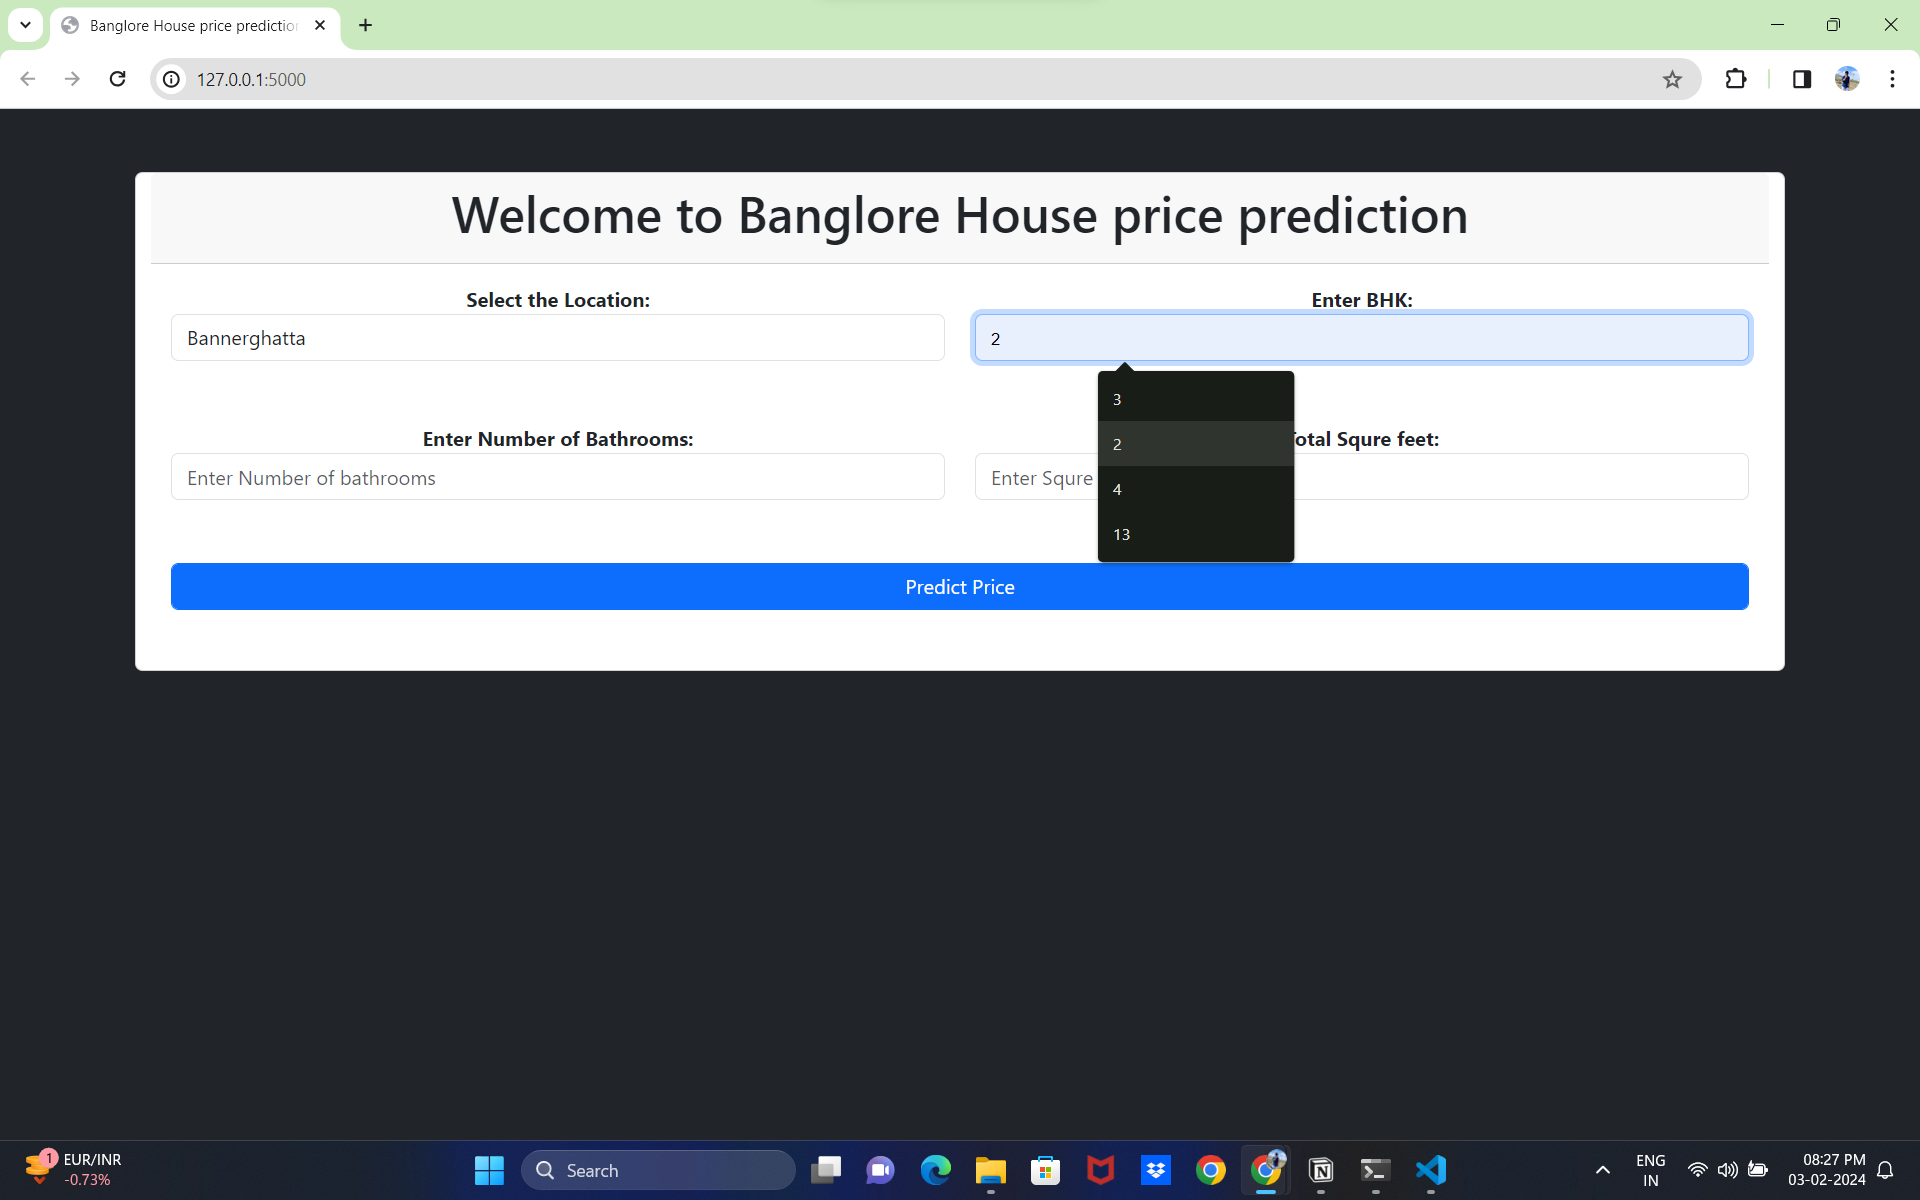 Banglore House price prediction
127.0.0.1:5000
Welcome to Banglore House price prediction
Select the Location:
Enter BHK:
Bannerghatta
2
3
2
4
13
Enter Number of Bathrooms:
Total Squre feet:
Enter Number of bathrooms
Enter Squre
Predict Price
1
EUR/INR
-0.73%
Search
ENG
IN
08:27 PM
03-02-2024